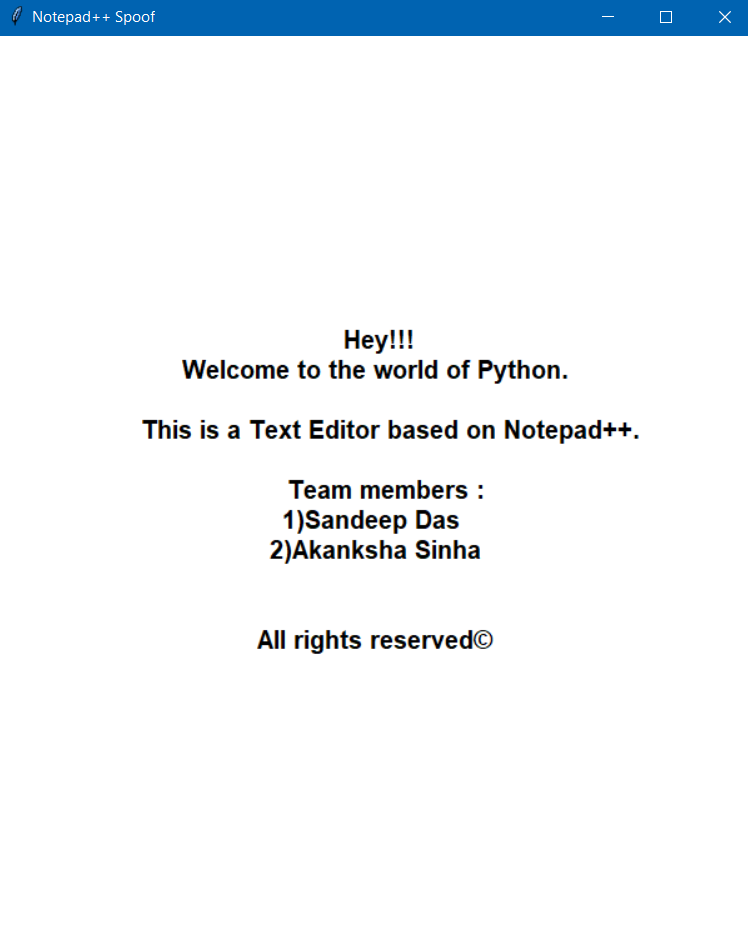 Notepad++ Spoof
Hey!!!
Welcome to the world of Python.
This is a Text Editor based on Notepad++.
Team members :
1)Sandeep Das
2)Akanksha Sinha
All rights reserved©